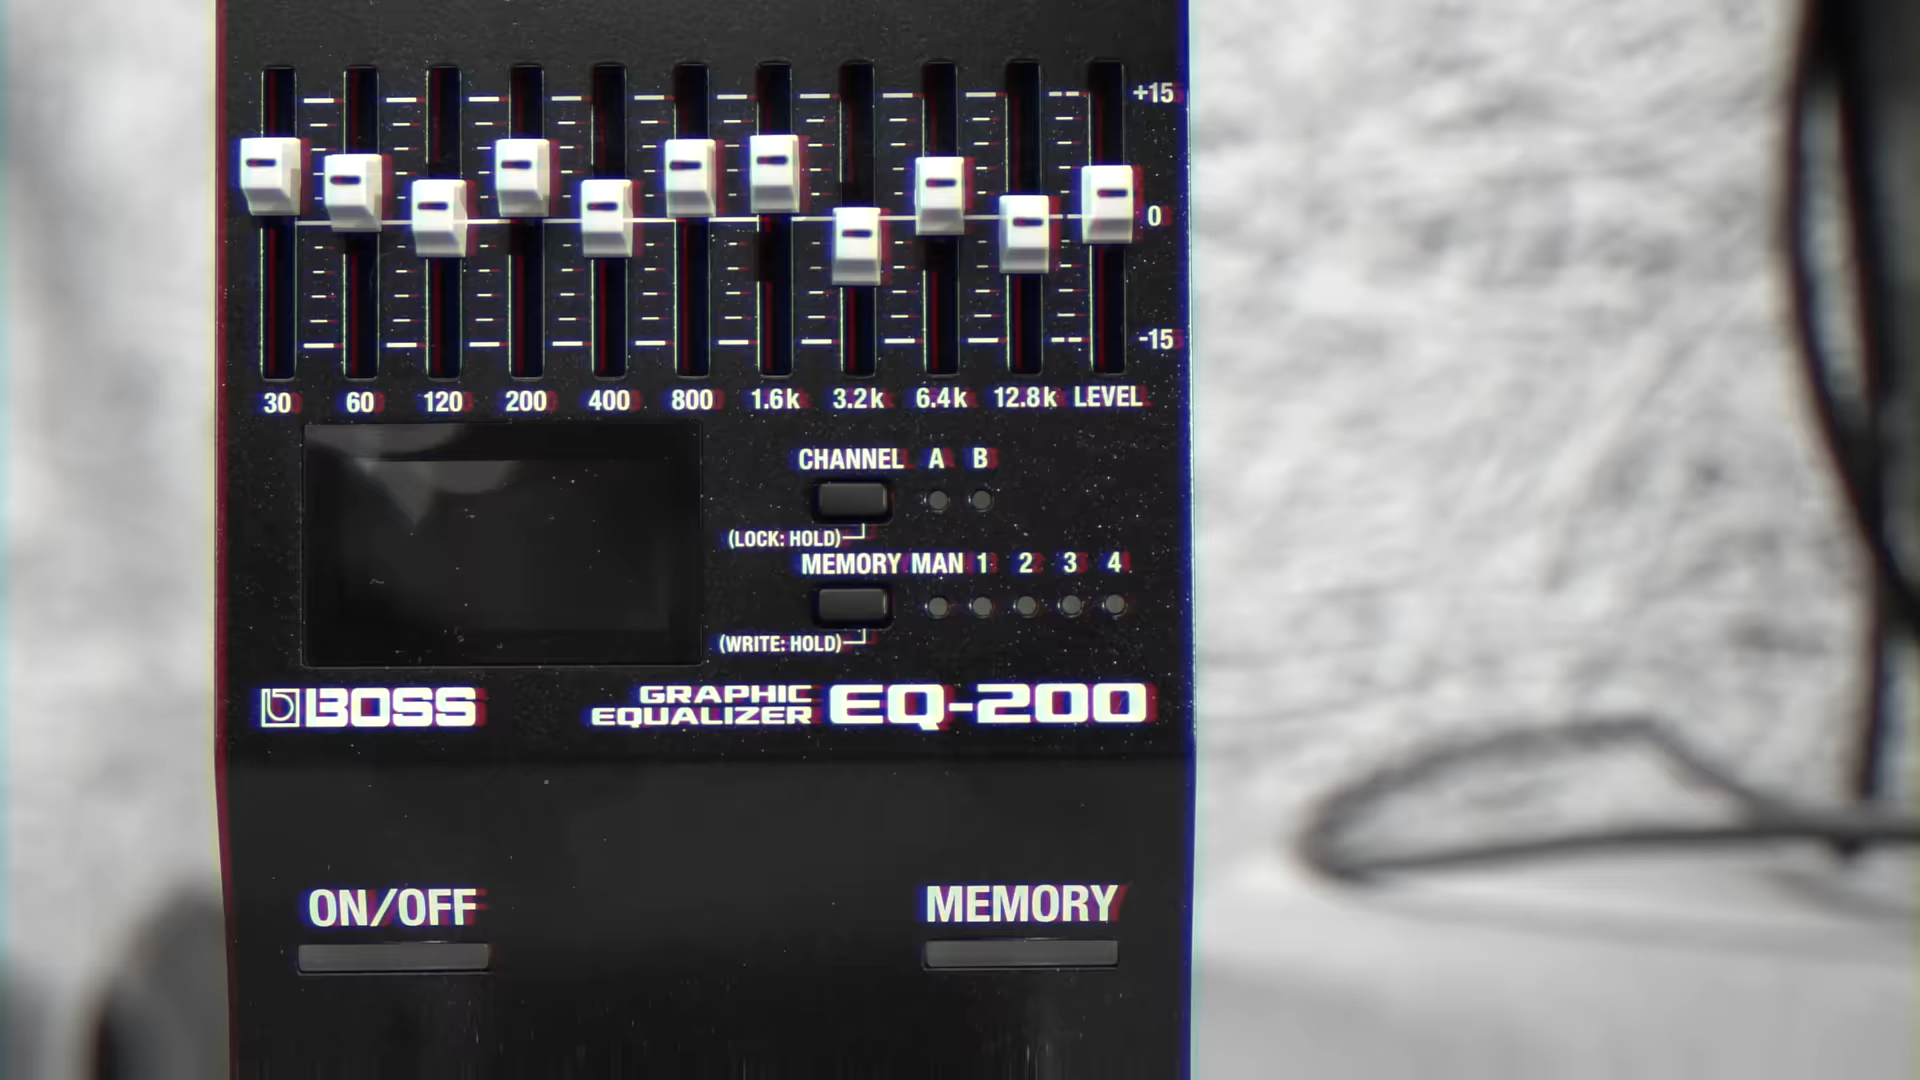 +15
0
-15
30 60 120 200 400 800 1.6k 3.2k 6.4k 12.8k LEVEL
CHANNEL A B
(LOCK: HOLD)
MEMORY MAN 1 2 3 4
(WRITE: HOLD)
BOSS
GRAPHIC
EQUALIZER
EQ-200
ON/OFF
MEMORY